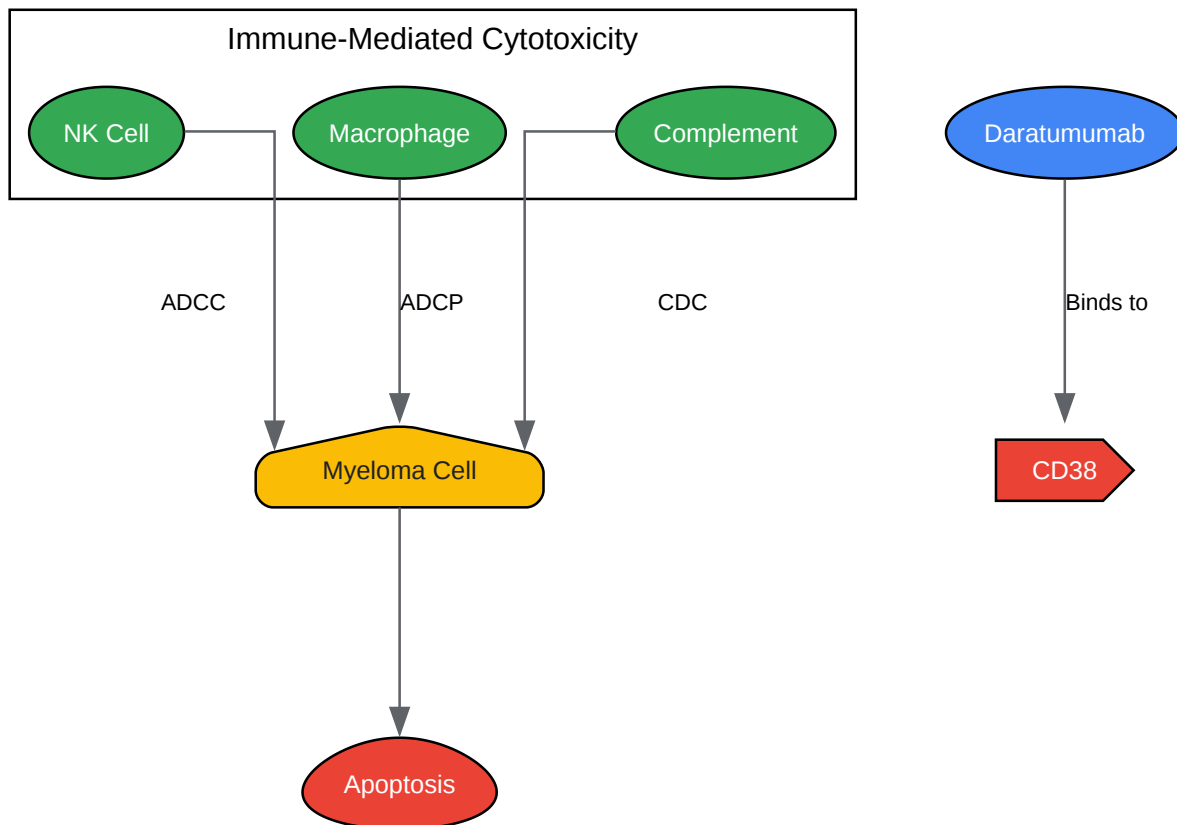 Immune-Mediated Cytotoxicity
NK Cell
Macrophage
Complement
Daratumumab
ADCC
ADCP
CDC
Binds to
Myeloma Cell
CD38
Apoptosis